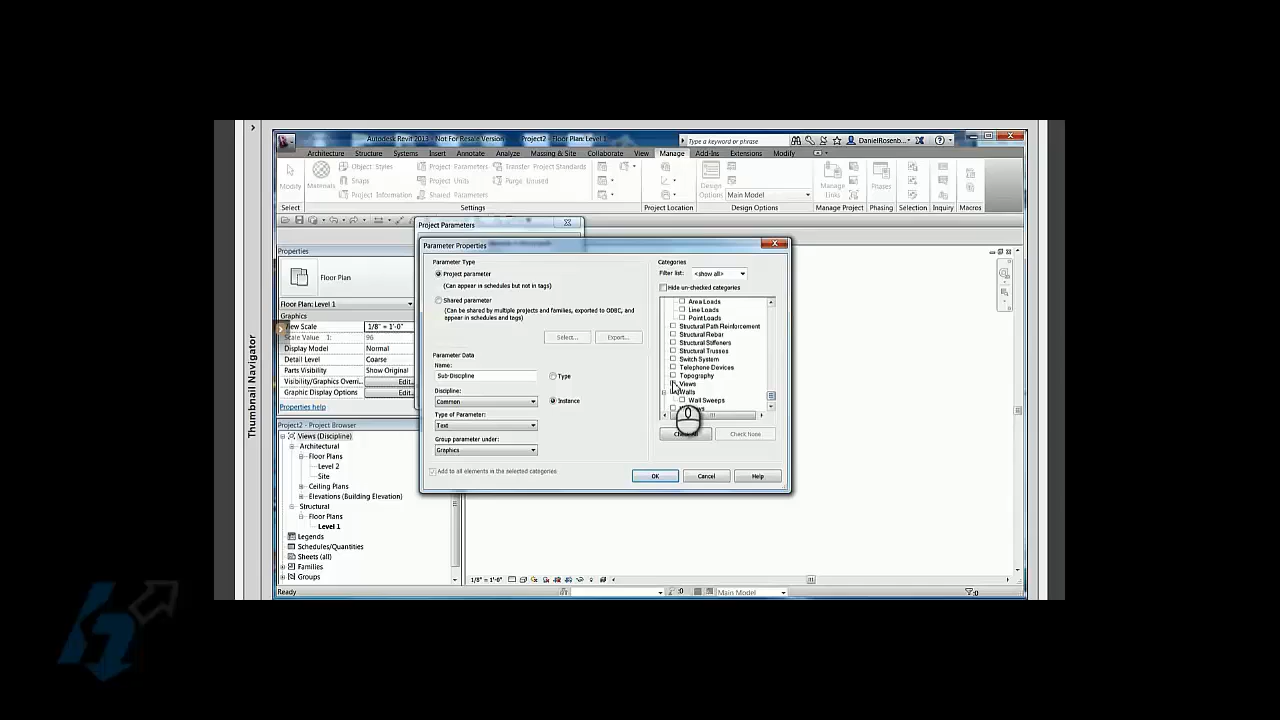 Autodesk Revit 2013 - Not For Resale Version - Project2 - Floor Plan: Level 1
Type a keyword or phrase
DanielRosenb...
Architecture Structure Systems Insert Annotate Analyze Massing & Site Collaborate View Manage Add-Ins Extensions Modify
Modify
Materials
Object Styles
Snaps
Project Information
Project Parameters
Project Units
Shared Parameters
Transfer Project Standards
Purge Unused
Design Options
Main Model
Manage Links
Phases
Select Settings Project Location Design Options Manage Project Phasing Selection Inquiry Macros
Thumbnail Navigator
Properties
Floor Plan
Floor Plan: Level 1
Graphics
View Scale 1/8" = 1'-0"
Scale Value 1: 96
Display Model Normal
Detail Level Coarse
Parts Visibility Show Original
Visibility/Graphics Overri... Edit...
Graphic Display Options Edit...
Properties help
Project2 - Project Browser
Views (Discipline)
Architectural
Floor Plans
Level 2
Site
Ceiling Plans
Elevations (Building Elevation)
Structural
Floor Plans
Level 1
Legends
Schedules/Quantities
Sheets (all)
Families
Groups
Project Parameters
Parameter Properties
Parameter Type
Project parameter
(Can appear in schedules but not in tags)
Shared parameter
(Can be shared by multiple projects and families, exported to ODBC, and
appear in schedules and tags)
Select... Export...
Parameter Data
Name:
Sub-Discipline
Type
Discipline:
Common
Instance
Type of Parameter:
Text
Group parameter under:
Graphics
Add to all elements in the selected categories
Categories
Filter list: <show all>
Hide un-checked categories
Area Loads
Line Loads
Point Loads
Structural Path Reinforcement
Structural Rebar
Structural Stiffeners
Structural Trusses
Switch System
Telephone Devices
Topography
Views
Walls
Wall Sweeps
Check None
OK Cancel Help
1/8" = 1'-0"
Ready
:0
Main Model
:0